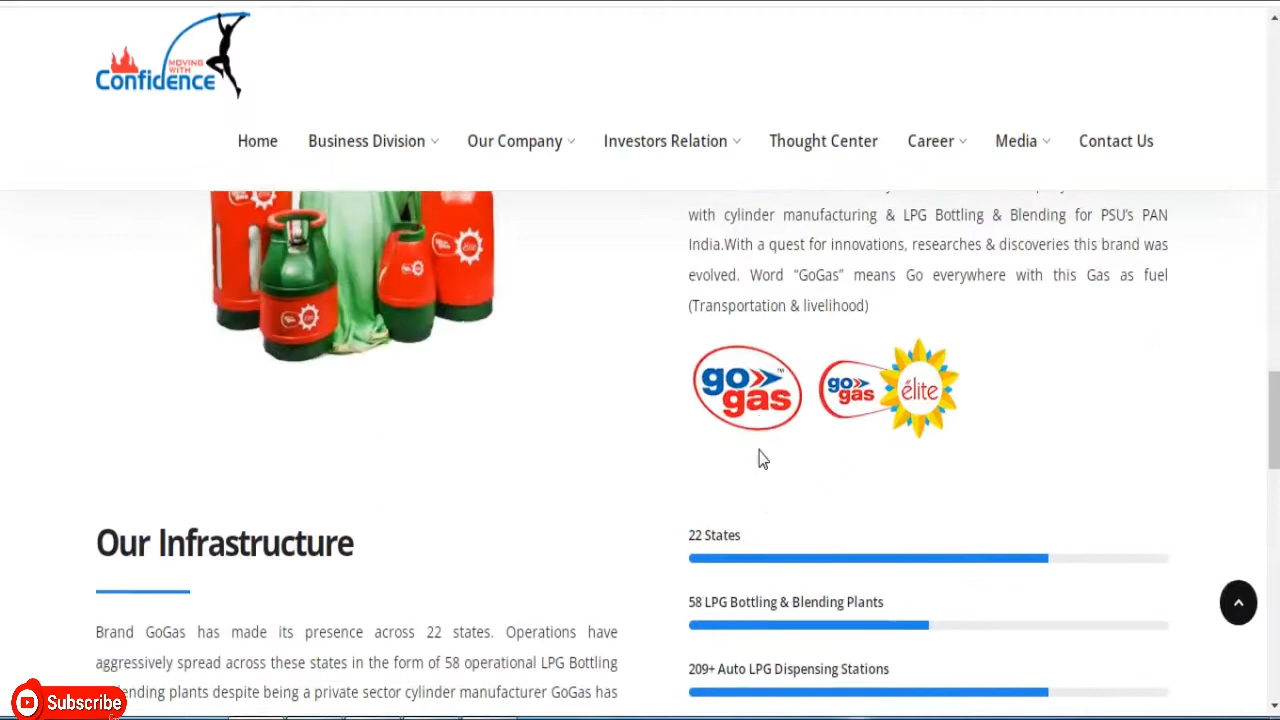 MOVING
WITH
Confidence
Home Business Division Our Company Investors Relation Thought Center Career Media Contact Us
with cylinder manufacturing & LPG Bottling & Blending for PSU's PAN
India.With a quest for innovations, researches & discoveries this brand was
evolved. Word “GoGas” means Go everywhere with this Gas as fuel
(Transportation & livelihood)
go gas TM
go gas élite
Our Infrastructure
22 States
58 LPG Bottling & Blending Plants
209+ Auto LPG Dispensing Stations
Brand GoGas has made its presence across 22 states. Operations have
aggressively spread across these states in the form of 58 operational LPG Bottling
plants despite being a private sector cylinder manufacturer GoGas has
Subscribe